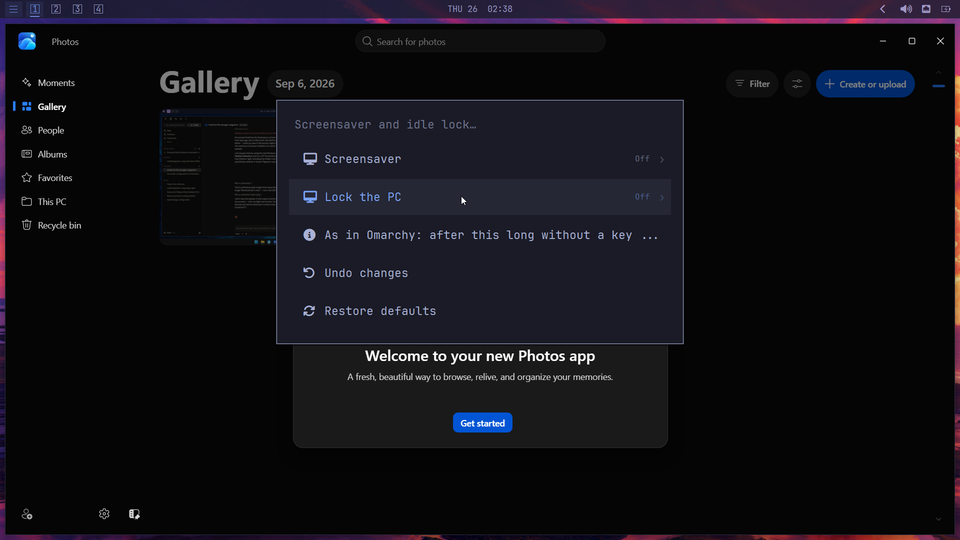 1 2 3 4
THU 26 02:38
Photos
Search for photos
Moments
Gallery
People
Albums
Favorites
This PC
Recycle bin
Gallery
Sep 6, 2026
Filter
Create or upload
Screensaver and idle lock…
Screensaver Off
Lock the PC Off
As in Omarchy: after this long without a key ...
Undo changes
Restore defaults
Welcome to your new Photos app
A fresh, beautiful way to browse, relive, and organize your memories.
Get started